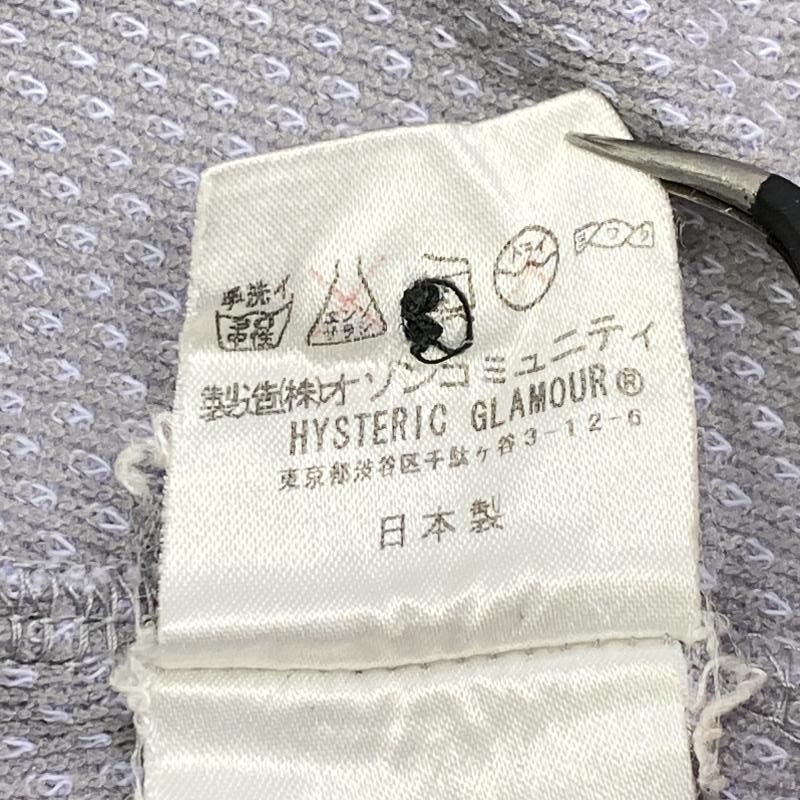 手洗イ
中性
エンソ
サラシ
ドライ
ヨワク
製造(株)オゾンコミュニティ
HYSTERIC GLAMOUR®
東京都渋谷区千駄ケ谷3-12-6
日本製